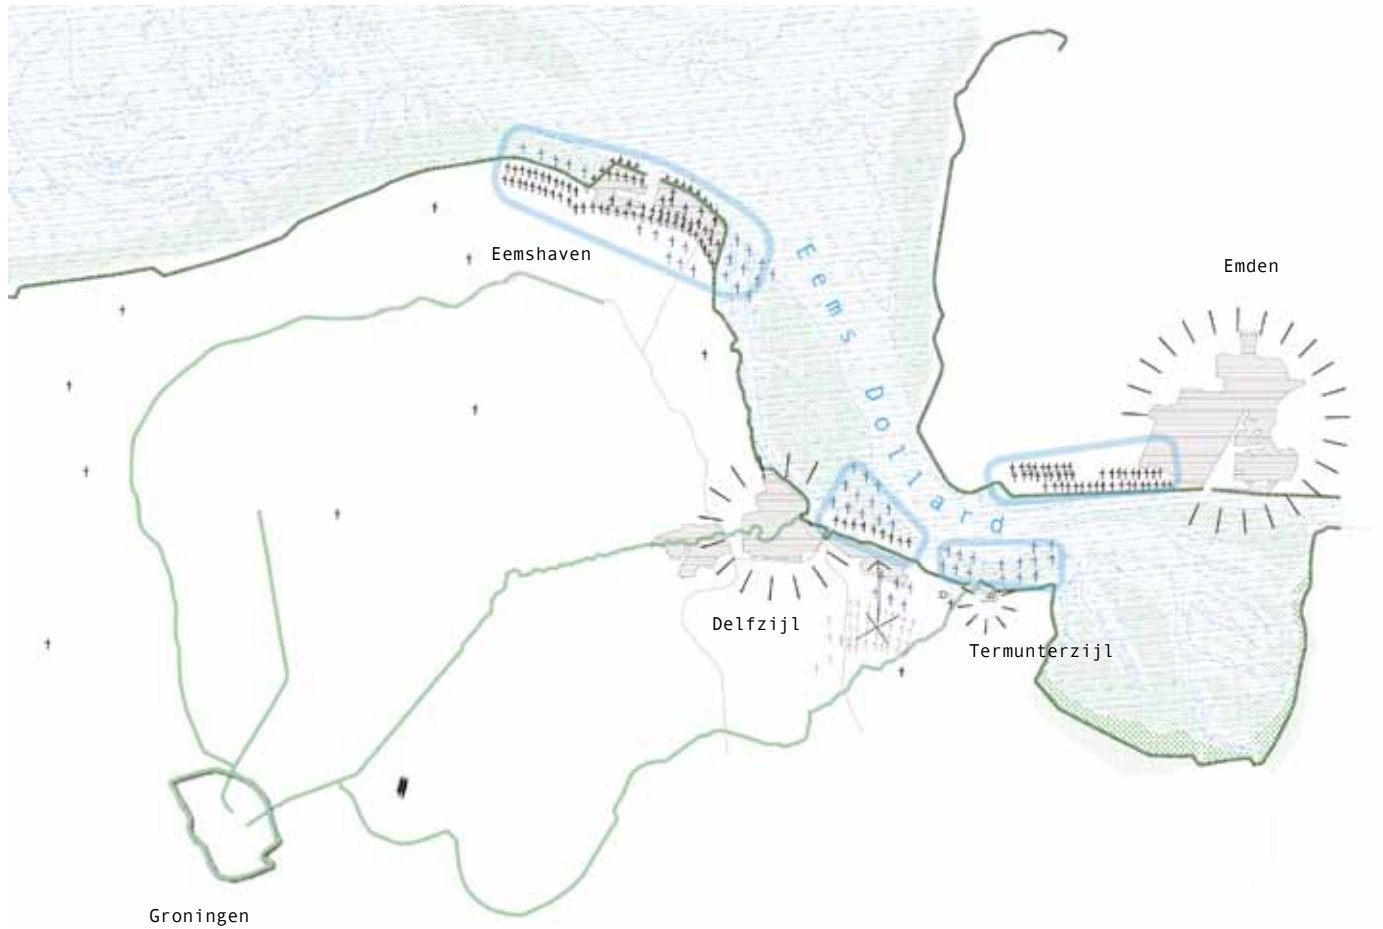 Eemshaven
Emden
Eems Dollard
Delfzijl
Termunterzijl
Groningen